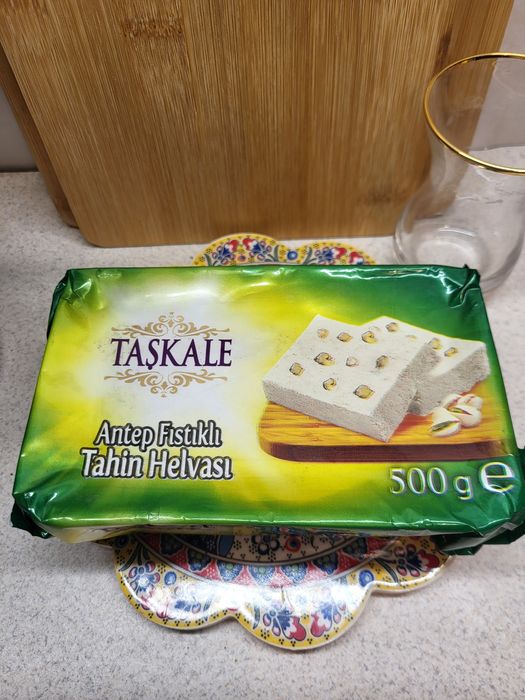 TAŞKALE
Antep Fıstıklı
Tahin Helvası
500 g ℮